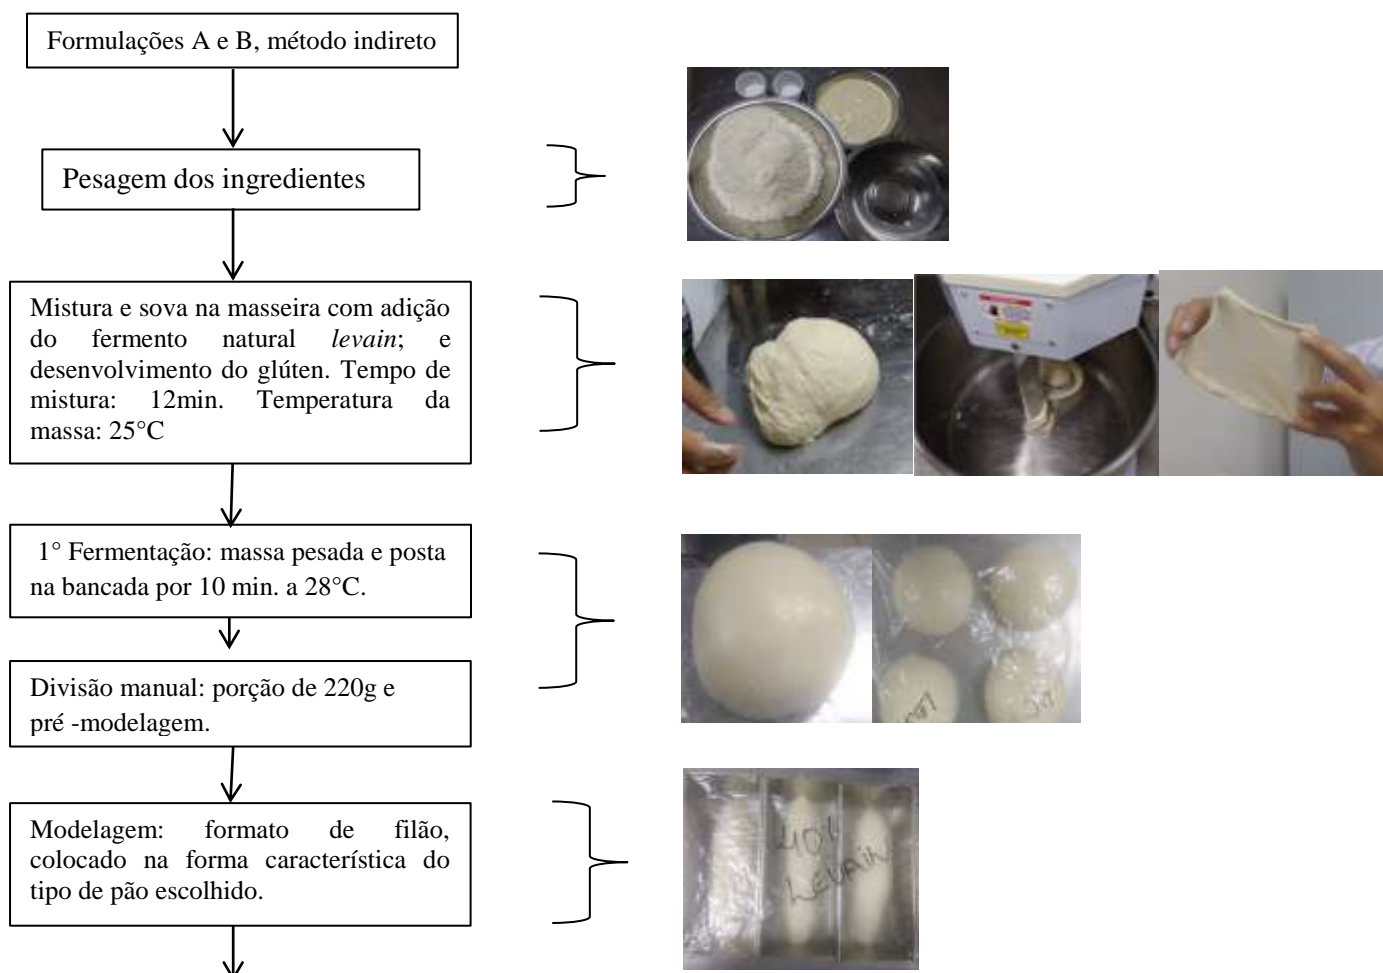 Formulações A e B, método indireto
Pesagem dos ingredientes
Mistura e sova na masseira com adição
do fermento natural levain; e
desenvolvimento do glúten. Tempo de
mistura: 12min. Temperatura da
massa: 25°C
1° Fermentação: massa pesada e posta
na bancada por 10 min. a 28°C.
Divisão manual: porção de 220g e
pré -modelagem.
Modelagem: formato de filão,
colocado na forma característica do
tipo de pão escolhido.
40%
LEVAIN